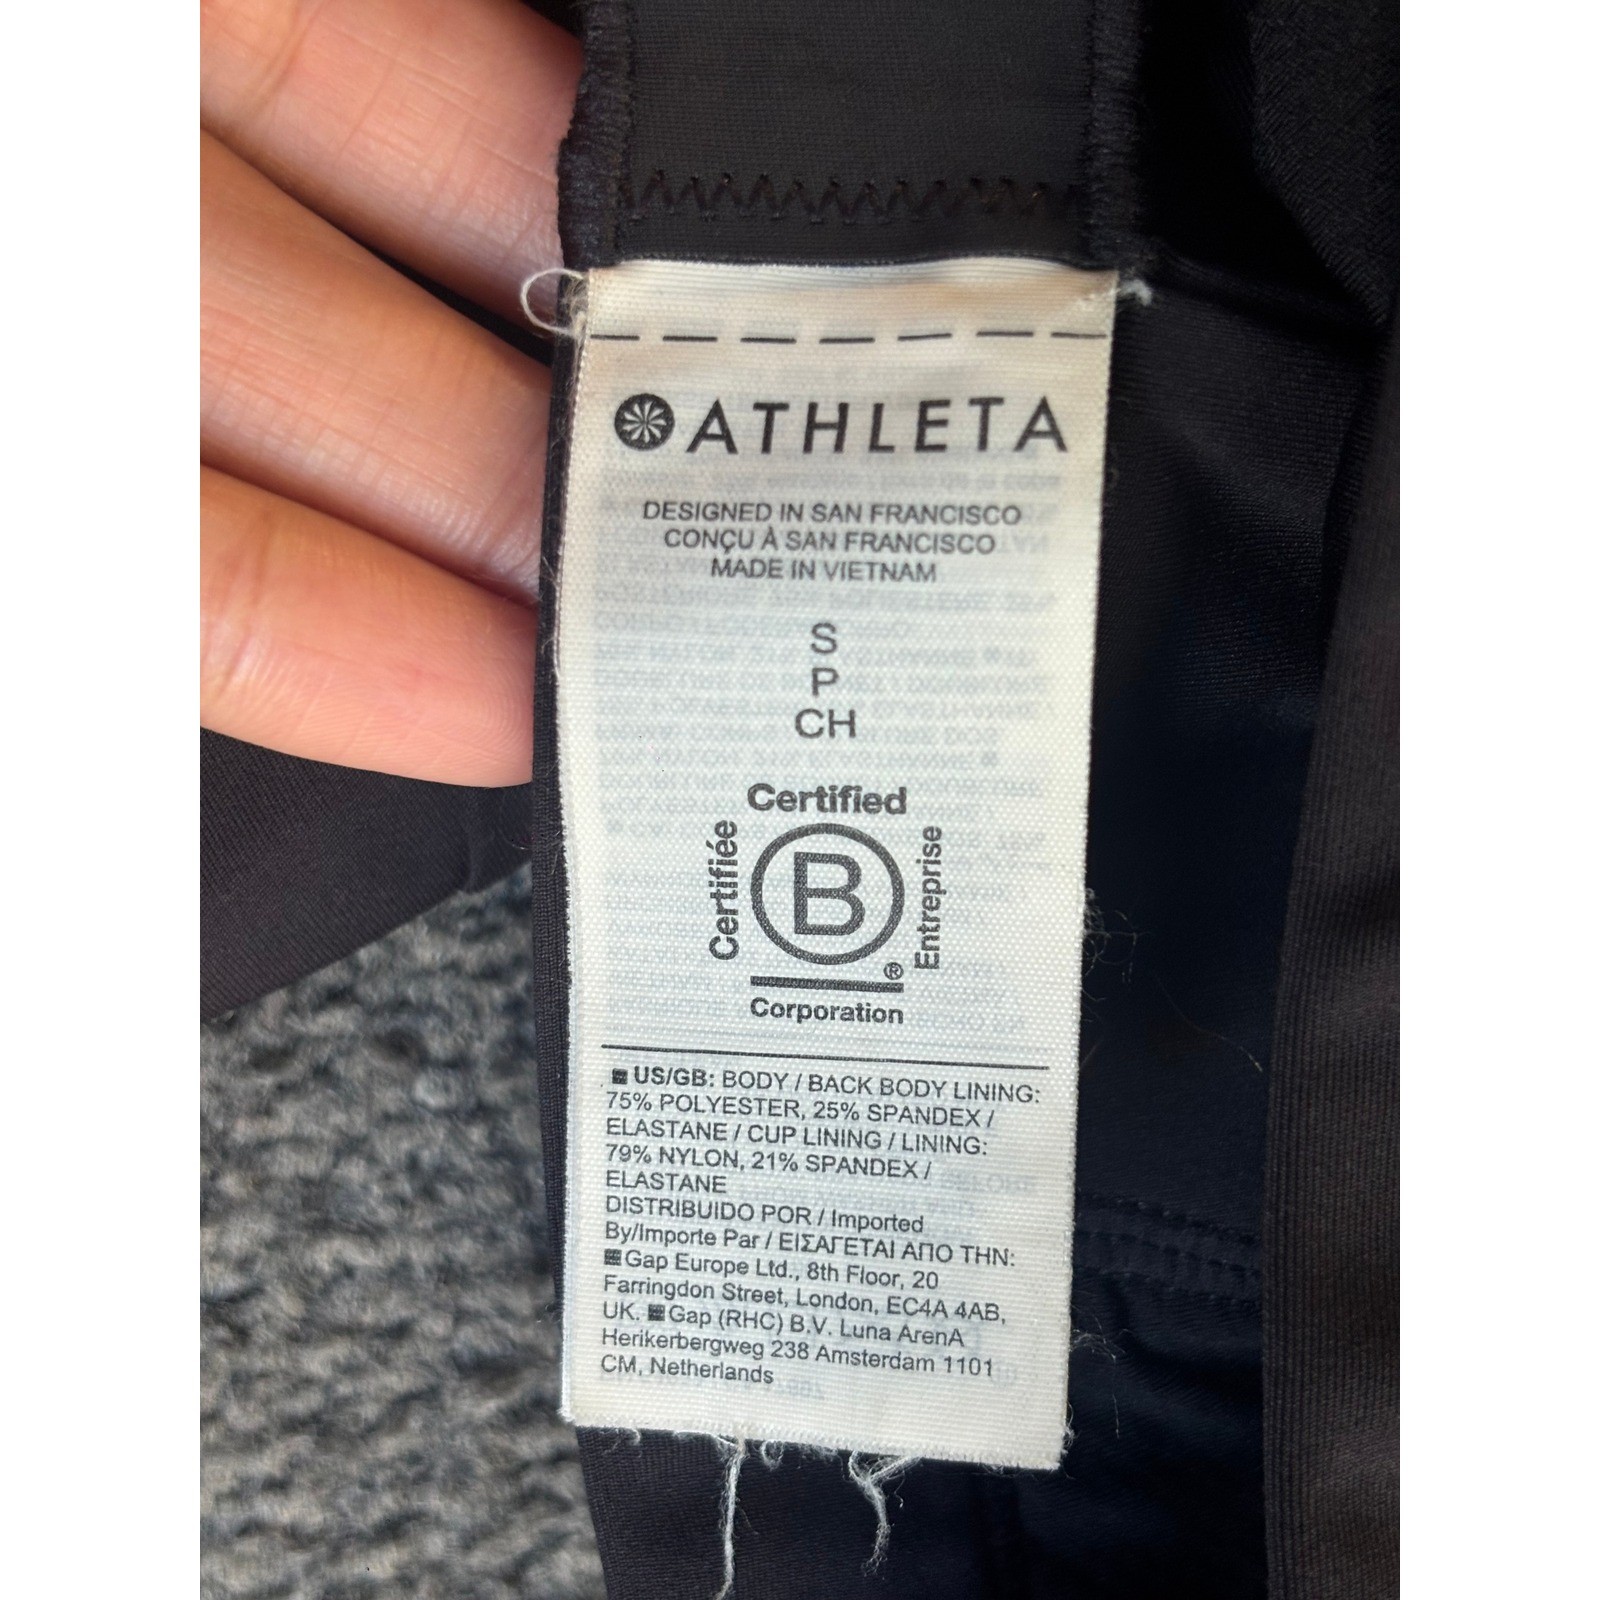 ATHLETA
DESIGNED IN SAN FRANCISCO
CONÇU À SAN FRANCISCO
MADE IN VIETNAM
S
P
CH
Certified
Certifiée
B
Entreprise
®
Corporation
US/GB: BODY / BACK BODY LINING:
75% POLYESTER, 25% SPANDEX /
ELASTANE / CUP LINING / LINING:
79% NYLON, 21% SPANDEX /
ELASTANE
DISTRIBUIDO POR / Imported
By/Importe Par / ΕΙΣΑΓΕΤΑΙ ΑΠΟ ΤΗΝ:
Gap Europe Ltd., 8th Floor, 20
Farringdon Street, London, EC4A 4AB,
UK. Gap (RHC) B.V. Luna ArenA
Herikerbergweg 238 Amsterdam 1101
CM, Netherlands